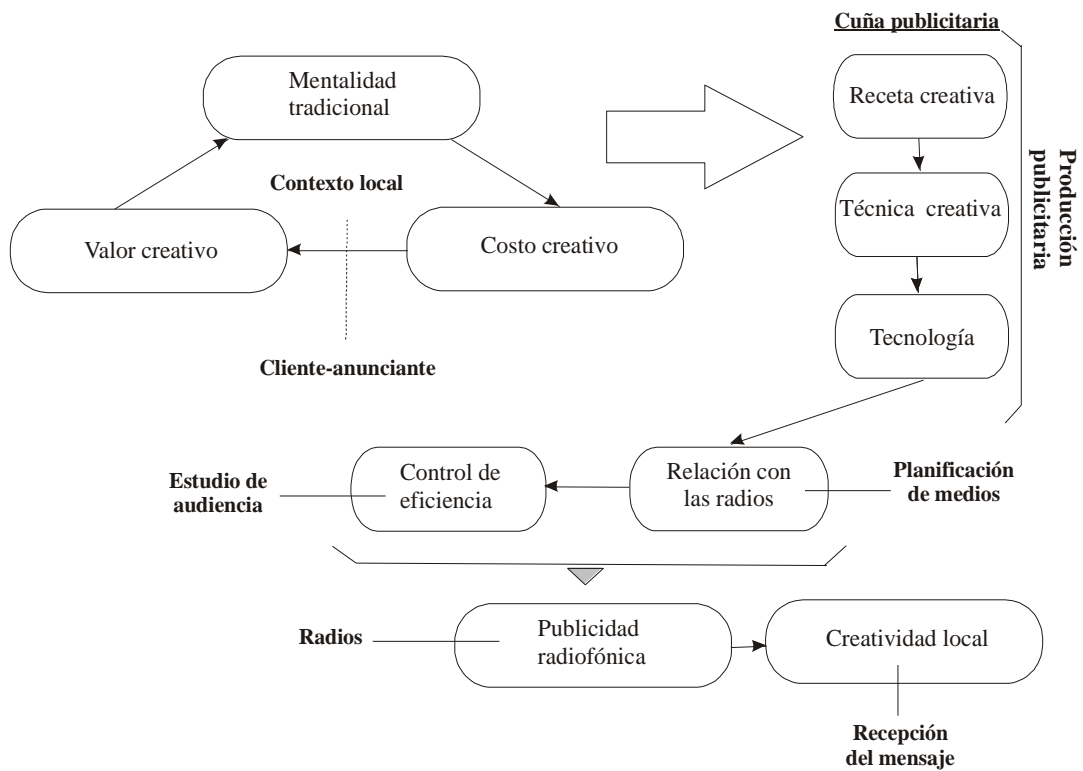 Cuña publicitaria
Mentalidad
tradicional
Receta creativa
Contexto local
Técnica creativa
Valor creativo
Costo creativo
Producción
publicitaria
Tecnología
Cliente-anunciante
Estudio de
audiencia
Control de
eficiencia
Relación con
las radios
Planificación
de medios
Radios
Publicidad
radiofónica
Creatividad local
Recepción
del mensaje